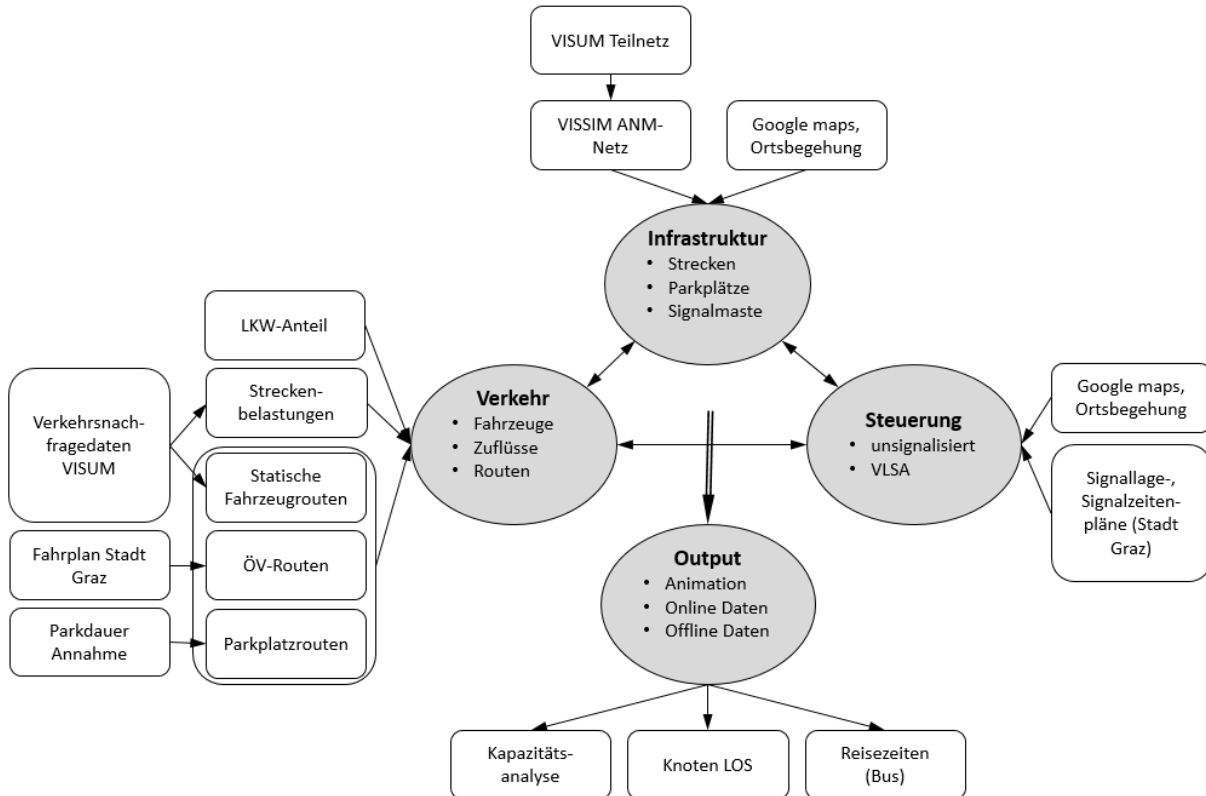 VISUM Teilnetz
VISSIM ANM-
Netz
Google maps,
Ortsbegehung
Infrastruktur
• Strecken
• Parkplätze
• Signalmaste
LKW-Anteil
Strecken-
belastungen
Verkehrsnach-
fragedaten
VISUM
Statische
Fahrzeugrouten
Fahrplan Stadt
Graz
ÖV-Routen
Parkdauer
Annahme
Parkplatzrouten
Verkehr
• Fahrzeuge
• Zuflüsse
• Routen
Steuerung
• unsignalisiert
• VLSA
Google maps,
Ortsbegehung
Signallage-,
Signalzeiten-
pläne (Stadt
Graz)
Output
• Animation
• Online Daten
• Offline Daten
Kapazitäts-
analyse
Knoten LOS
Reisezeiten
(Bus)